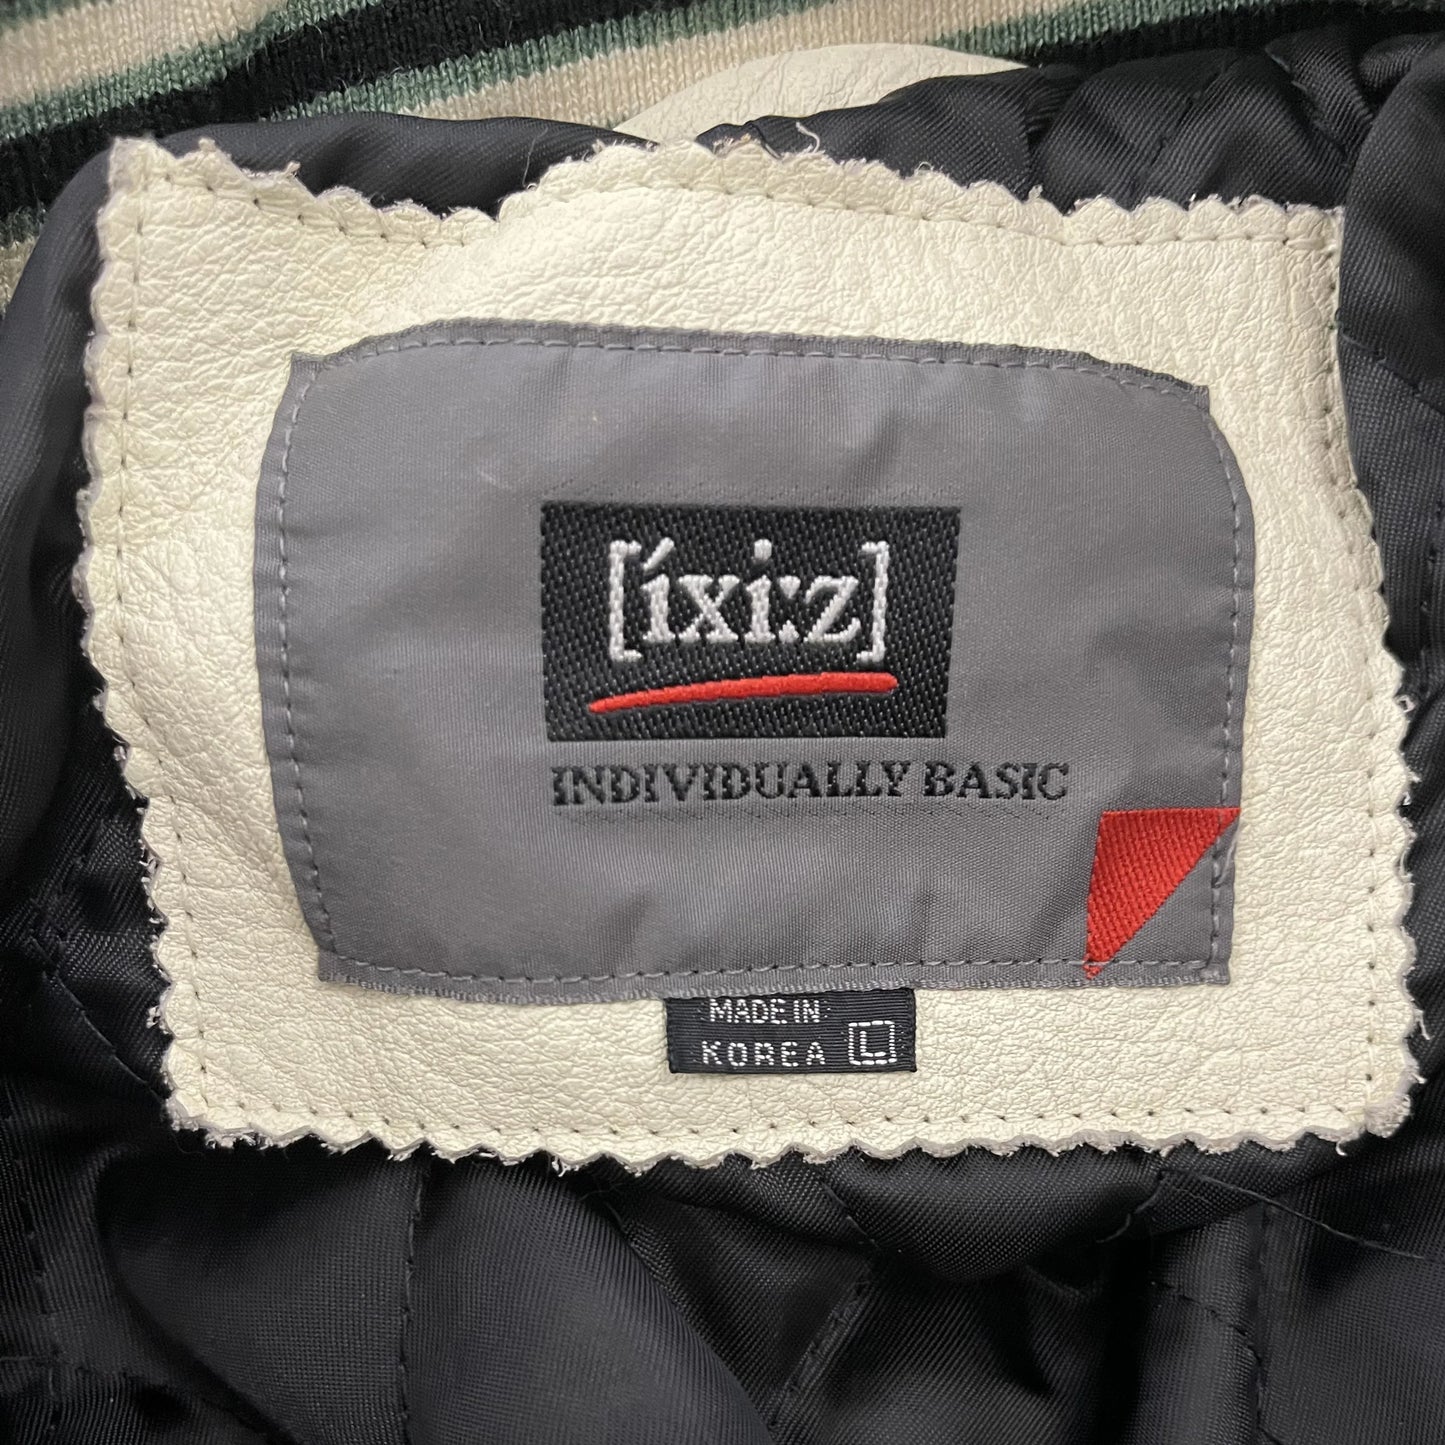 [íxi:z]
INDIVIDUALLY BASIC
MADE IN
KOREA L